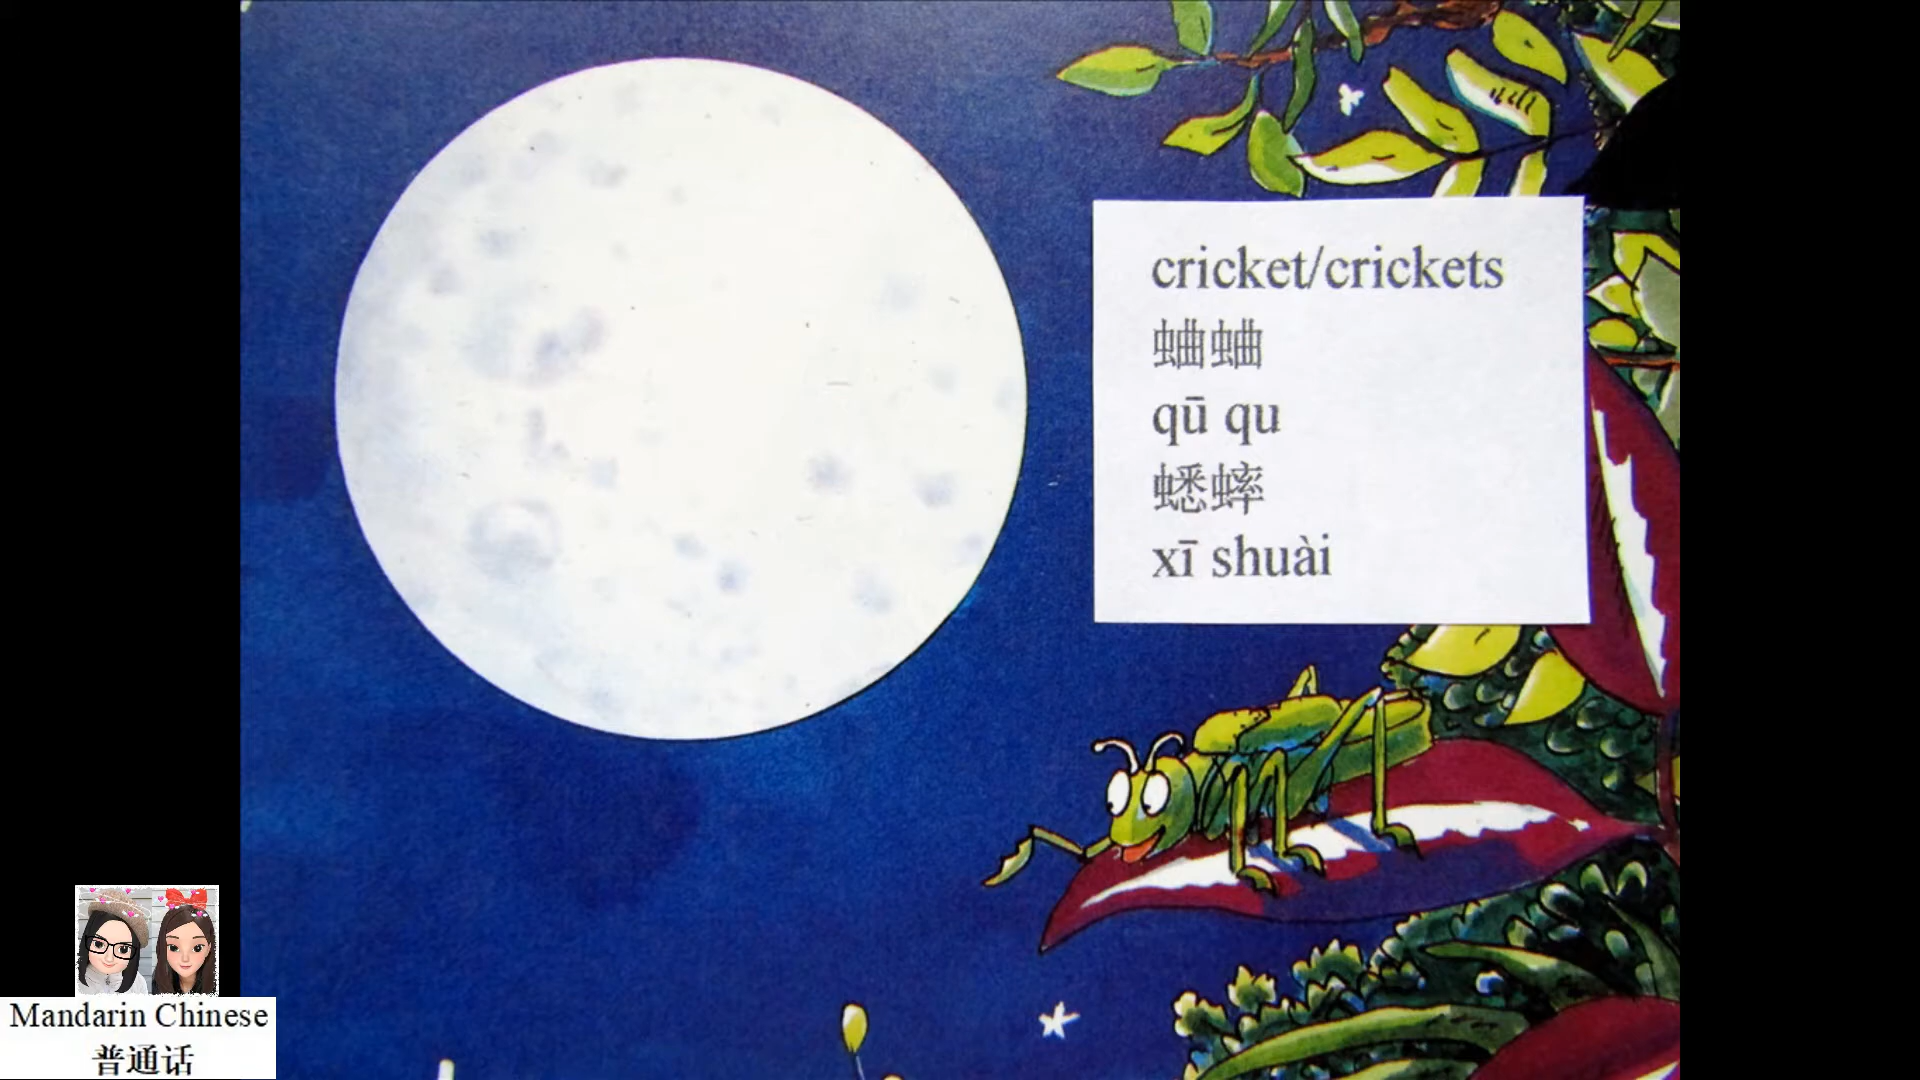 cricket/crickets
蛐蛐
qū qu
蟋蟀
xī shuài
Mandarin Chinese
普通话